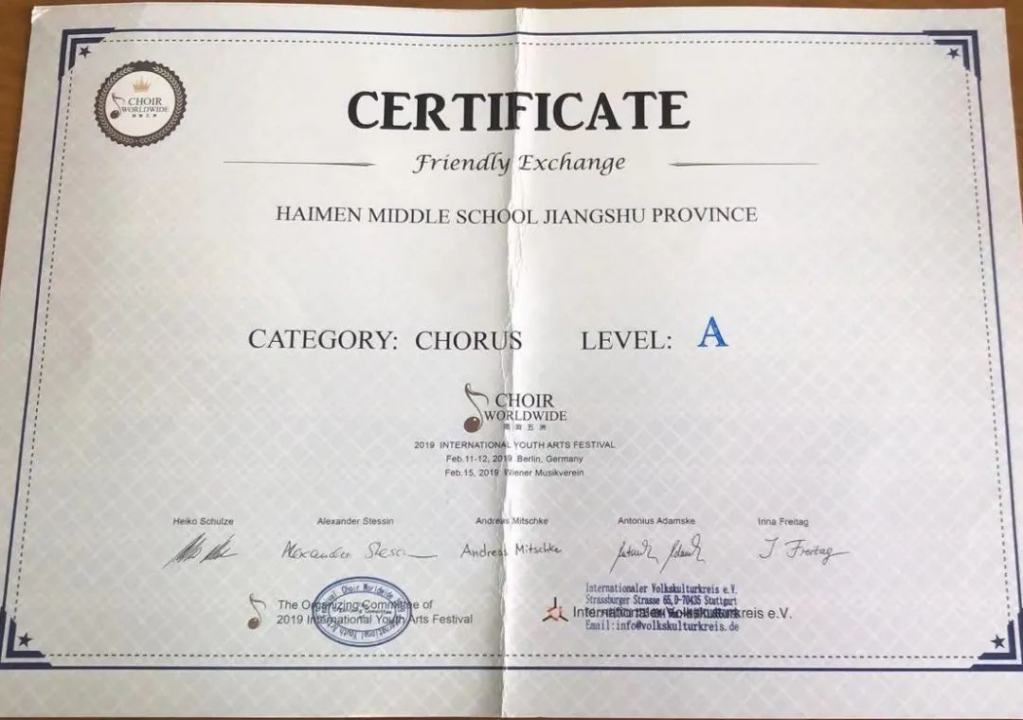 CHOIR
WORLDWIDE
CERTIFICATE
Friendly Exchange
HAIMEN MIDDLE SCHOOL JIANGSHU PROVINCE
CATEGORY: CHORUS LEVEL: A
CHOIR
WORLDWIDE
2019 INTERNATIONAL YOUTH ARTS FESTIVAL
Feb.11-12, 2019 Berlin, Germany
Feb.15, 2019 Wiener Musikverein
Heiko Schulze Alexander Stessin Andreas Mitschke Antonius Adamske Irina Freitag
Alexander Andreas Mitschke J Freitag
The Organizing Committee of
2019 International Youth Arts Festival
Internationaler Volkskulturkreis e.V.
Strassburger Strasse 65, D-70435 Stuttgart
Internationaler Volkskulturkreis e.V.
Email:info@volkskulturkreis.de